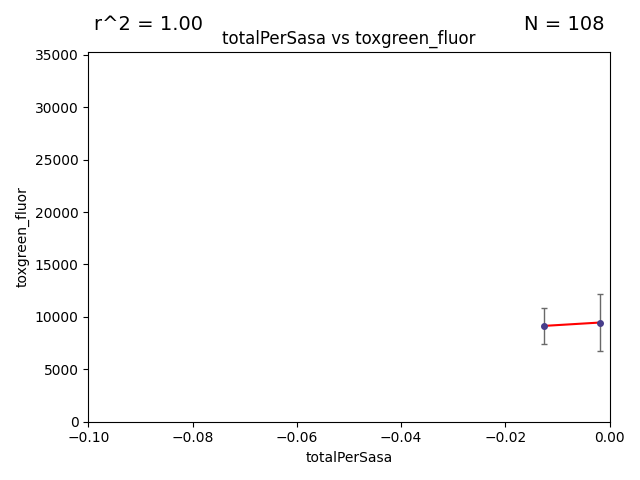 r^2 = 1.00
N = 108
totalPerSasa vs toxgreen_fluor
35000
30000
25000
20000
15000
10000
5000
0
toxgreen_fluor
−0.10
−0.08
−0.06
−0.04
−0.02
0.00
totalPerSasa